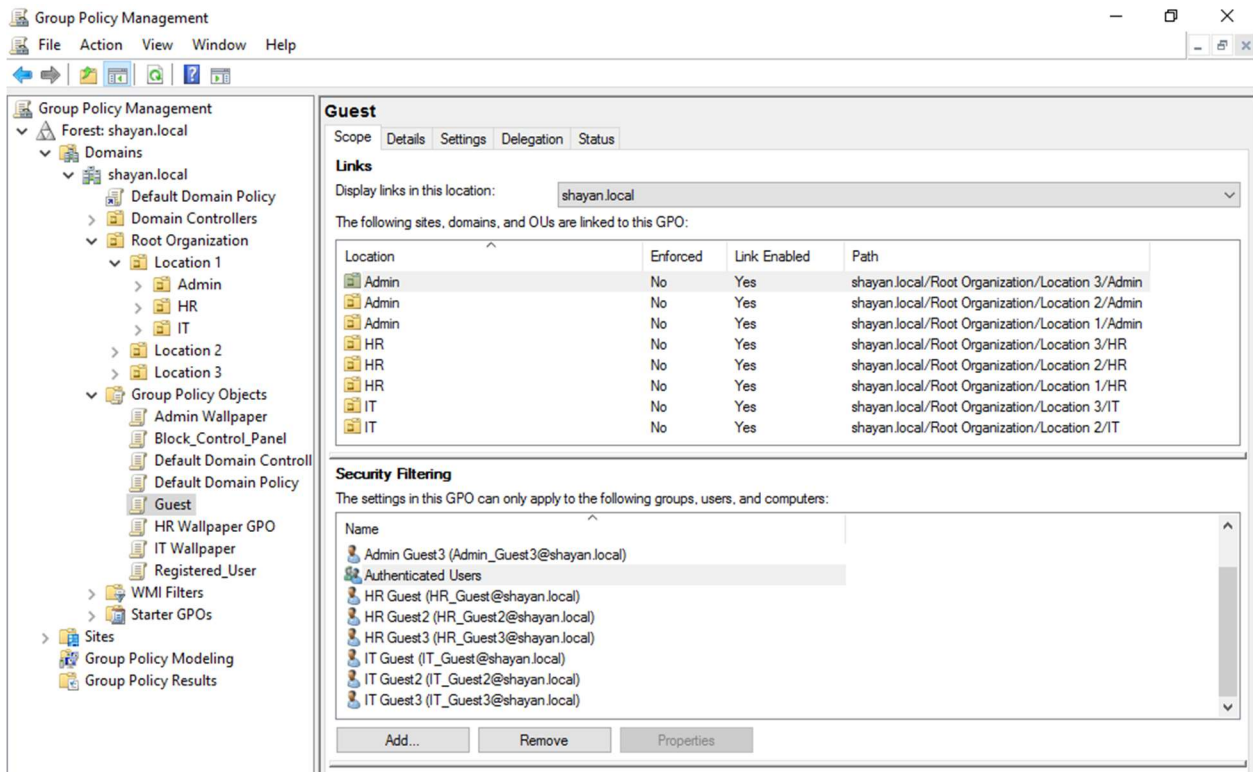 Group Policy Management
File Action View Window Help
Group Policy Management
Forest: shayan.local
Domains
shayan.local
Default Domain Policy
Domain Controllers
Root Organization
Location 1
Admin
HR
IT
Location 2
Location 3
Group Policy Objects
Admin Wallpaper
Block_Control_Panel
Default Domain Controll
Default Domain Policy
Guest
HR Wallpaper GPO
IT Wallpaper
Registered_User
WMI Filters
Starter GPOs
Sites
Group Policy Modeling
Group Policy Results
Guest
Scope Details Settings Delegation Status
Links
Display links in this location: shayan.local
The following sites, domains, and OUs are linked to this GPO:
Location Enforced Link Enabled Path
Admin No Yes shayan.local/Root Organization/Location 3/Admin
Admin No Yes shayan.local/Root Organization/Location 2/Admin
Admin No Yes shayan.local/Root Organization/Location 1/Admin
HR No Yes shayan.local/Root Organization/Location 3/HR
HR No Yes shayan.local/Root Organization/Location 2/HR
HR No Yes shayan.local/Root Organization/Location 1/HR
IT No Yes shayan.local/Root Organization/Location 3/IT
IT No Yes shayan.local/Root Organization/Location 2/IT
Security Filtering
The settings in this GPO can only apply to the following groups, users, and computers:
Name
Admin Guest3 (Admin_Guest3@shayan.local)
Authenticated Users
HR Guest (HR_Guest@shayan.local)
HR Guest2 (HR_Guest2@shayan.local)
HR Guest3 (HR_Guest3@shayan.local)
IT Guest (IT_Guest@shayan.local)
IT Guest2 (IT_Guest2@shayan.local)
IT Guest3 (IT_Guest3@shayan.local)
Add... Remove Properties